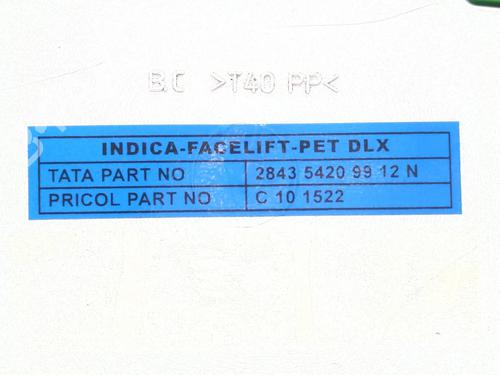 B.C >T40 PP<
INDICA-FACELIFT-PET DLX
TATA PART NO 2843 5420 99 12 N
PRICOL PART NO C 10 1522